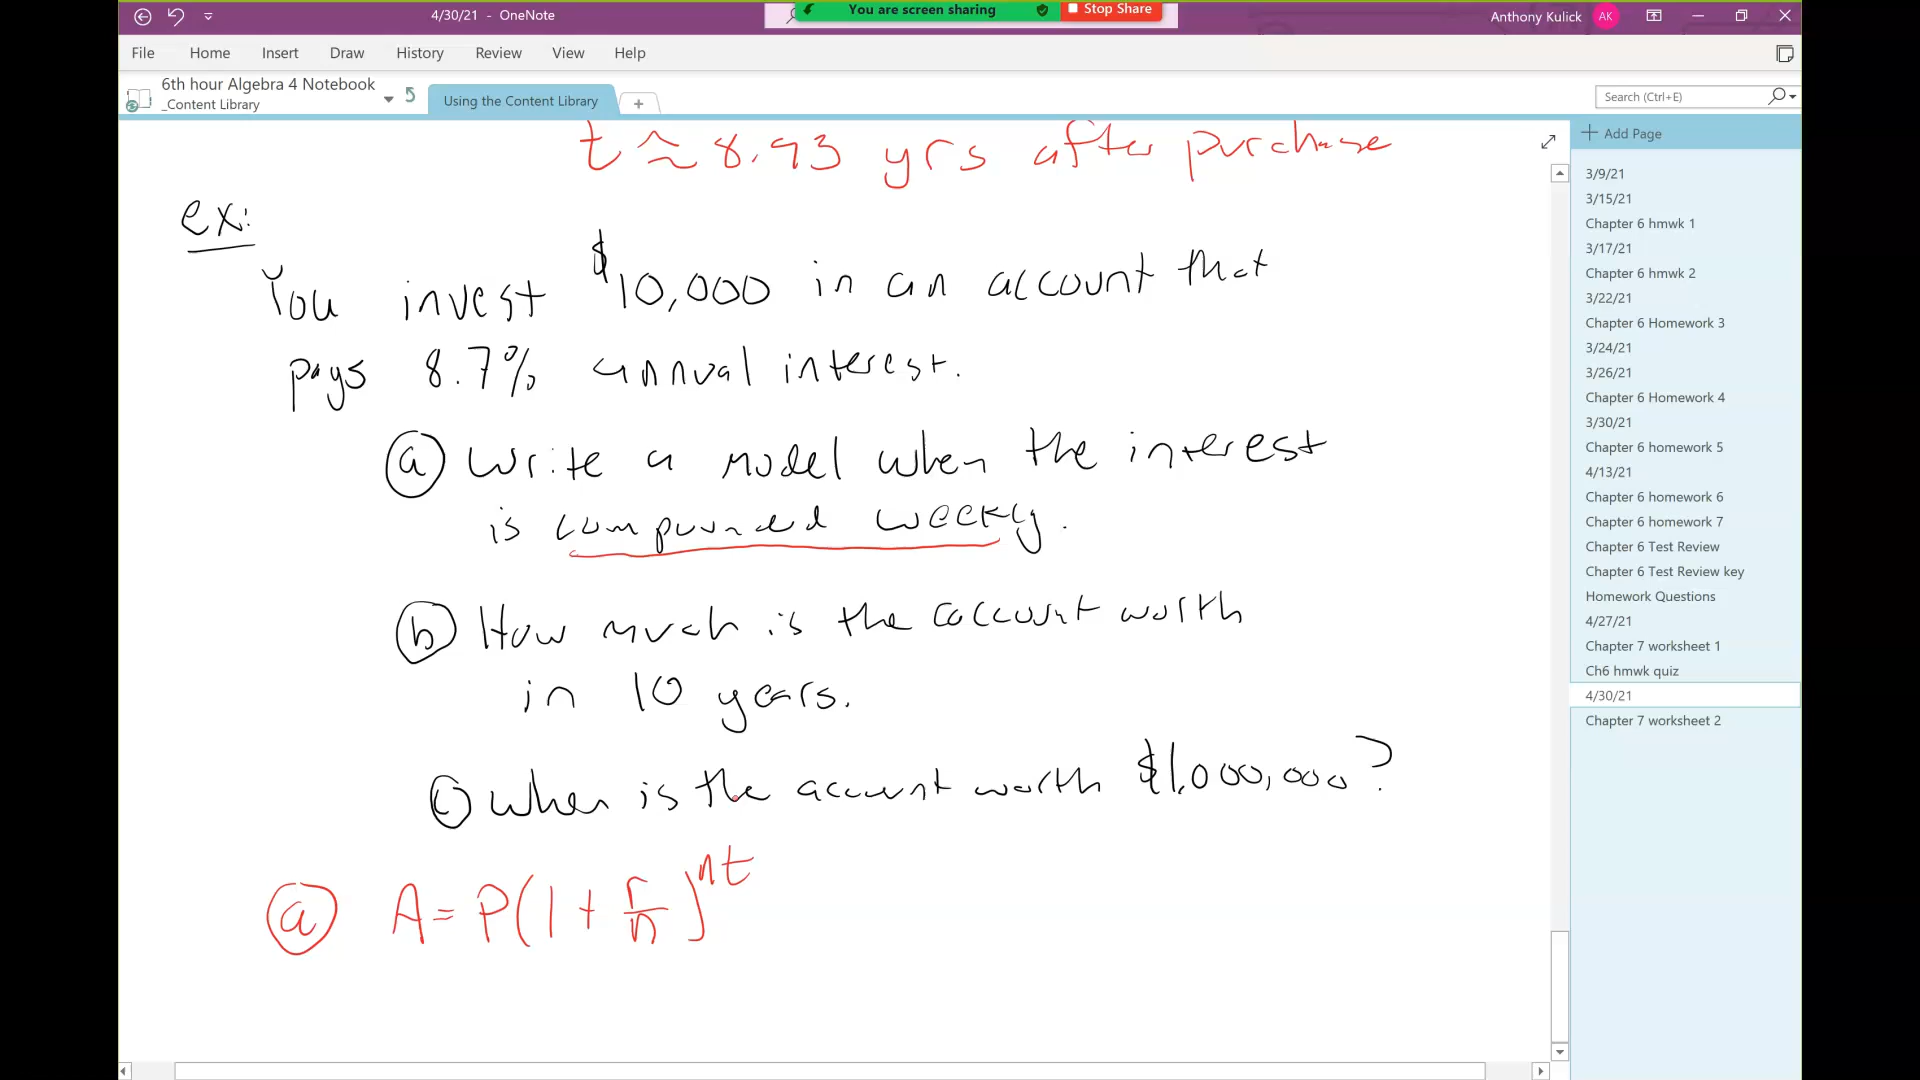 4/30/21 - OneNote
You are screen sharing
Stop Share
Anthony Kulick
AK
File Home Insert Draw History Review View Help
6th hour Algebra 4 Notebook
_Content Library
Using the Content Library
Search (Ctrl+E)
Add Page
t ≈ 8.93 yrs after purchase
ex:
You invest $10,000 in an account that
pays 8.7% annual interest.
(a) Write a model when the interest
is compounded weekly.
(b) How much is the account worth
in 10 years.
(c) When is the account worth $1,000,000?
(a) A = P(1 + r/n)^nt
3/9/21
3/15/21
Chapter 6 hmwk 1
3/17/21
Chapter 6 hmwk 2
3/22/21
Chapter 6 Homework 3
3/24/21
3/26/21
Chapter 6 Homework 4
3/30/21
Chapter 6 homework 5
4/13/21
Chapter 6 homework 6
Chapter 6 homework 7
Chapter 6 Test Review
Chapter 6 Test Review key
Homework Questions
4/27/21
Chapter 7 worksheet 1
Ch6 hmwk quiz
4/30/21
Chapter 7 worksheet 2